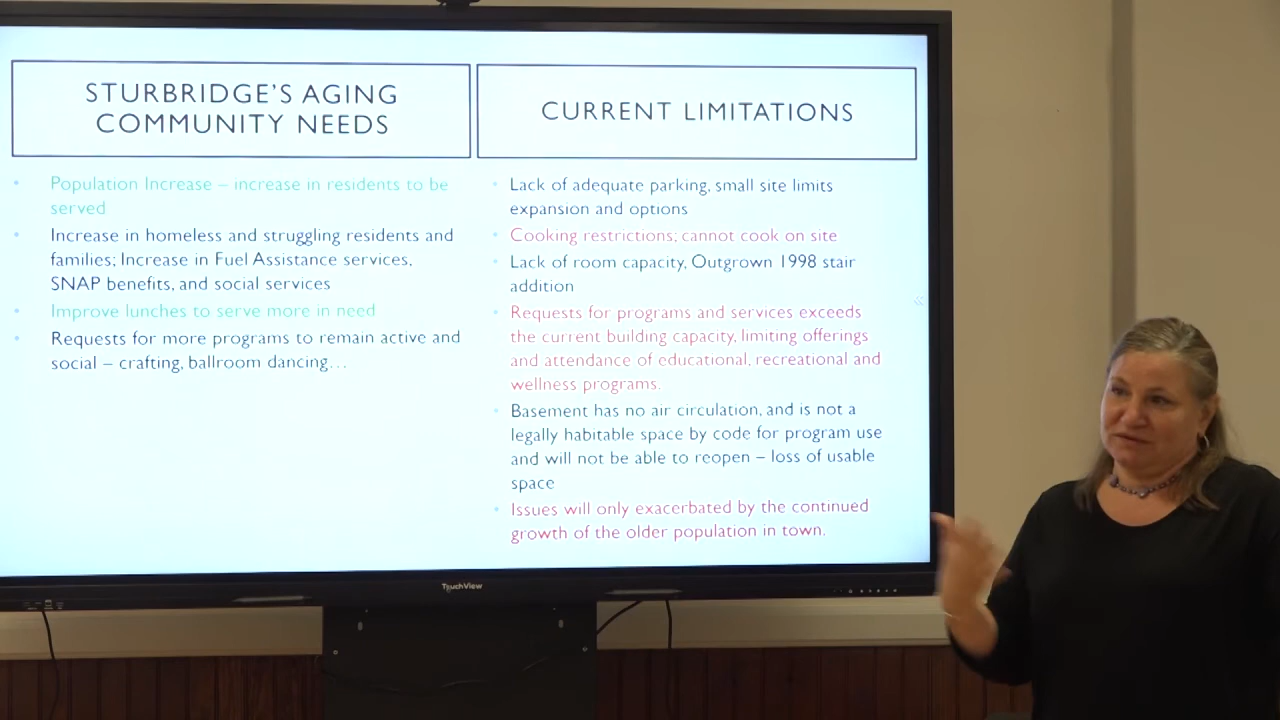 STURBRIDGE'S AGING
COMMUNITY NEEDS
• Population Increase – increase in residents to be
served
• Increase in homeless and struggling residents and
families; Increase in Fuel Assistance services,
SNAP benefits, and social services
• Improve lunches to serve more in need
• Requests for more programs to remain active and
social – crafting, ballroom dancing…
CURRENT LIMITATIONS
• Lack of adequate parking, small site limits
expansion and options
• Cooking restrictions; cannot cook on site
• Lack of room capacity, Outgrown 1998 stair
addition
• Requests for programs and services exceeds
the current building capacity, limiting offerings
and attendance of educational, recreational and
wellness programs.
• Basement has no air circulation, and is not a
legally habitable space by code for program use
and will not be able to reopen – loss of usable
space
• Issues will only exacerbated by the continued
growth of the older population in town.
TouchView